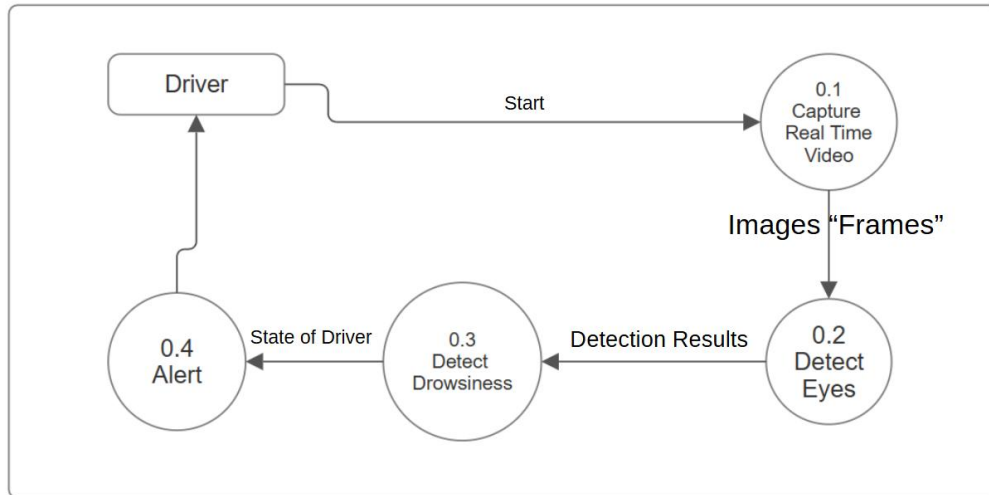 Driver
Start
0.1
Capture
Real Time
Video
Images “Frames”
0.2
Detect
Eyes
Detection Results
0.3
Detect
Drowsiness
State of Driver
0.4
Alert